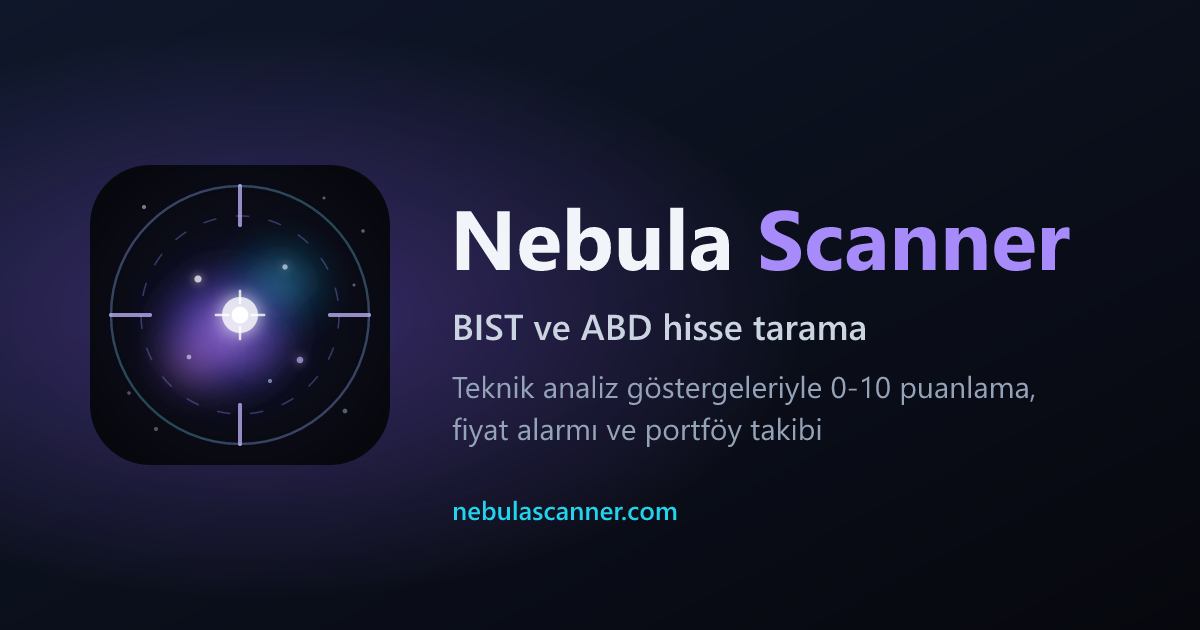 Nebula Scanner
BIST ve ABD hisse tarama
Teknik analiz göstergeleriyle 0-10 puanlama,
fiyat alarmı ve portföy takibi
nebulascanner.com